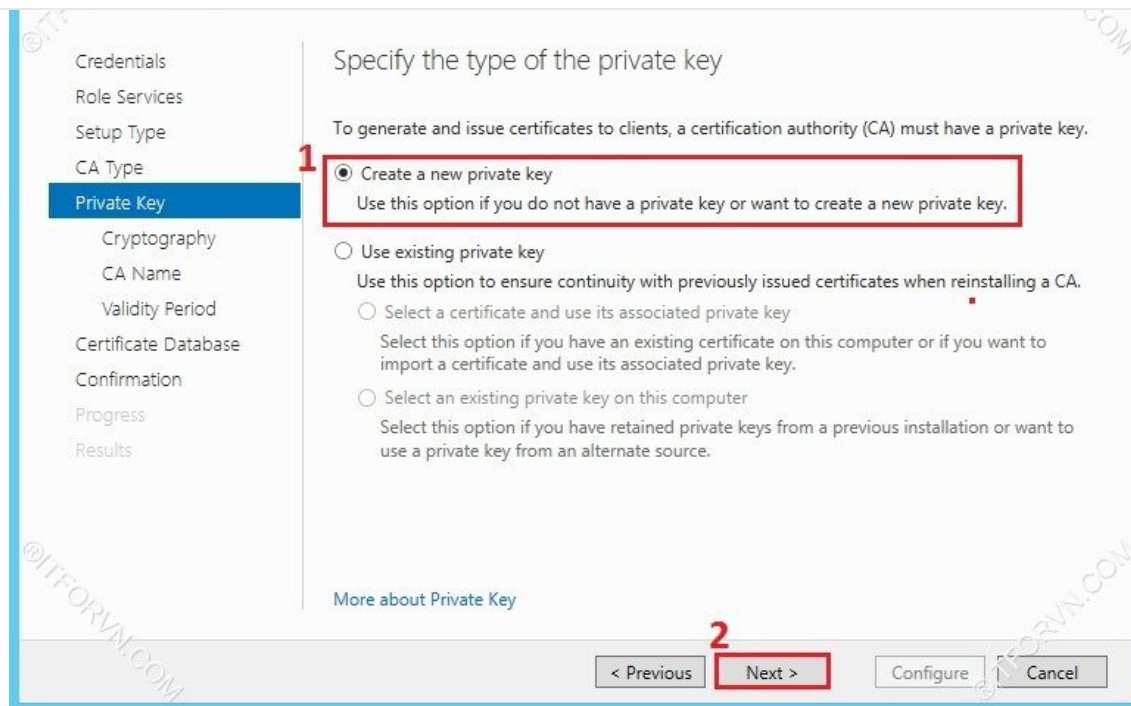 Credentials
Role Services
Setup Type
CA Type
Private Key
Cryptography
CA Name
Validity Period
Certificate Database
Confirmation
Progress
Results
Specify the type of the private key
To generate and issue certificates to clients, a certification authority (CA) must have a private key.
1
Create a new private key
Use this option if you do not have a private key or want to create a new private key.
Use existing private key
Use this option to ensure continuity with previously issued certificates when reinstalling a CA.
Select a certificate and use its associated private key
Select this option if you have an existing certificate on this computer or if you want to
import a certificate and use its associated private key.
Select an existing private key on this computer
Select this option if you have retained private keys from a previous installation or want to
use a private key from an alternate source.
More about Private Key
2
< Previous
Next >
Configure
Cancel
®ITFORVN.COM
®ITFORVN.COM